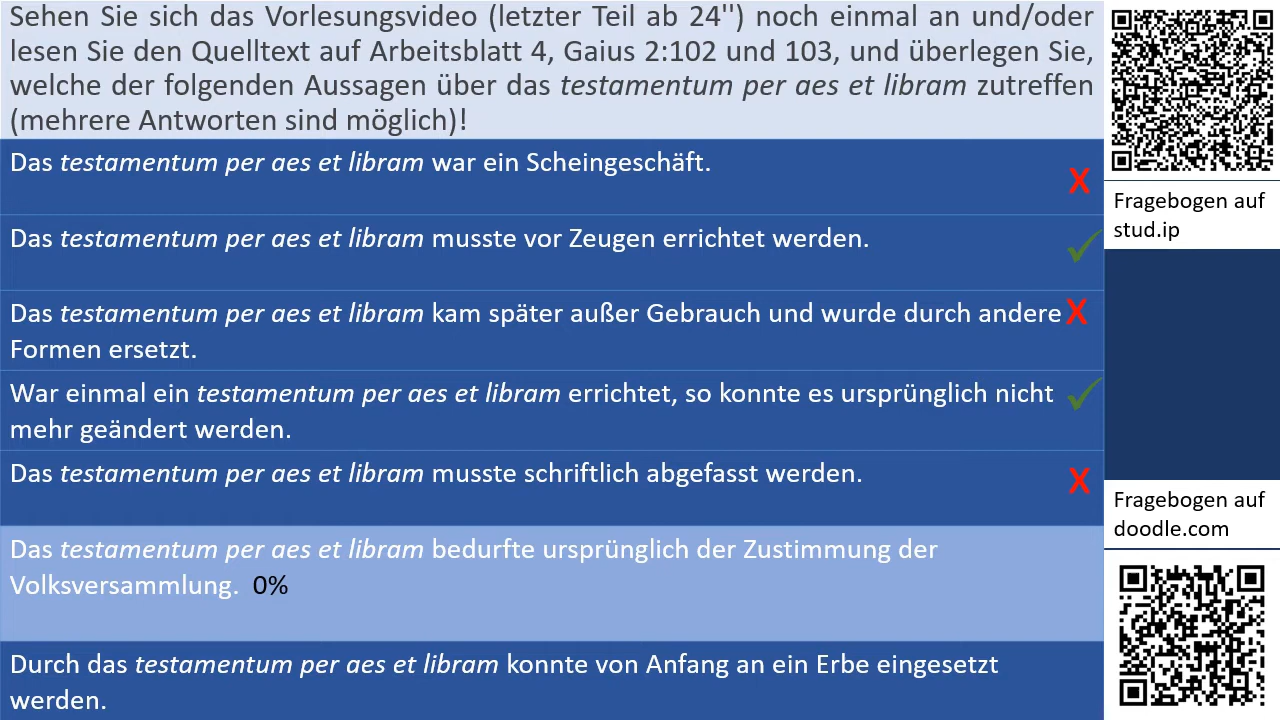 Sehen Sie sich das Vorlesungsvideo (letzter Teil ab 24'') noch einmal an und/oder
lesen Sie den Quelltext auf Arbeitsblatt 4, Gaius 2:102 und 103, und überlegen Sie,
welche der folgenden Aussagen über das testamentum per aes et libram zutreffen
(mehrere Antworten sind möglich)!
Das testamentum per aes et libram war ein Scheingeschäft.
X
Das testamentum per aes et libram musste vor Zeugen errichtet werden.
Das testamentum per aes et libram kam später außer Gebrauch und wurde durch andere X
Formen ersetzt.
War einmal ein testamentum per aes et libram errichtet, so konnte es ursprünglich nicht
mehr geändert werden.
Das testamentum per aes et libram musste schriftlich abgefasst werden.
X
Das testamentum per aes et libram bedurfte ursprünglich der Zustimmung der
Volksversammlung. 0%
Durch das testamentum per aes et libram konnte von Anfang an ein Erbe eingesetzt
werden.
Fragebogen auf
stud.ip
Fragebogen auf
doodle.com